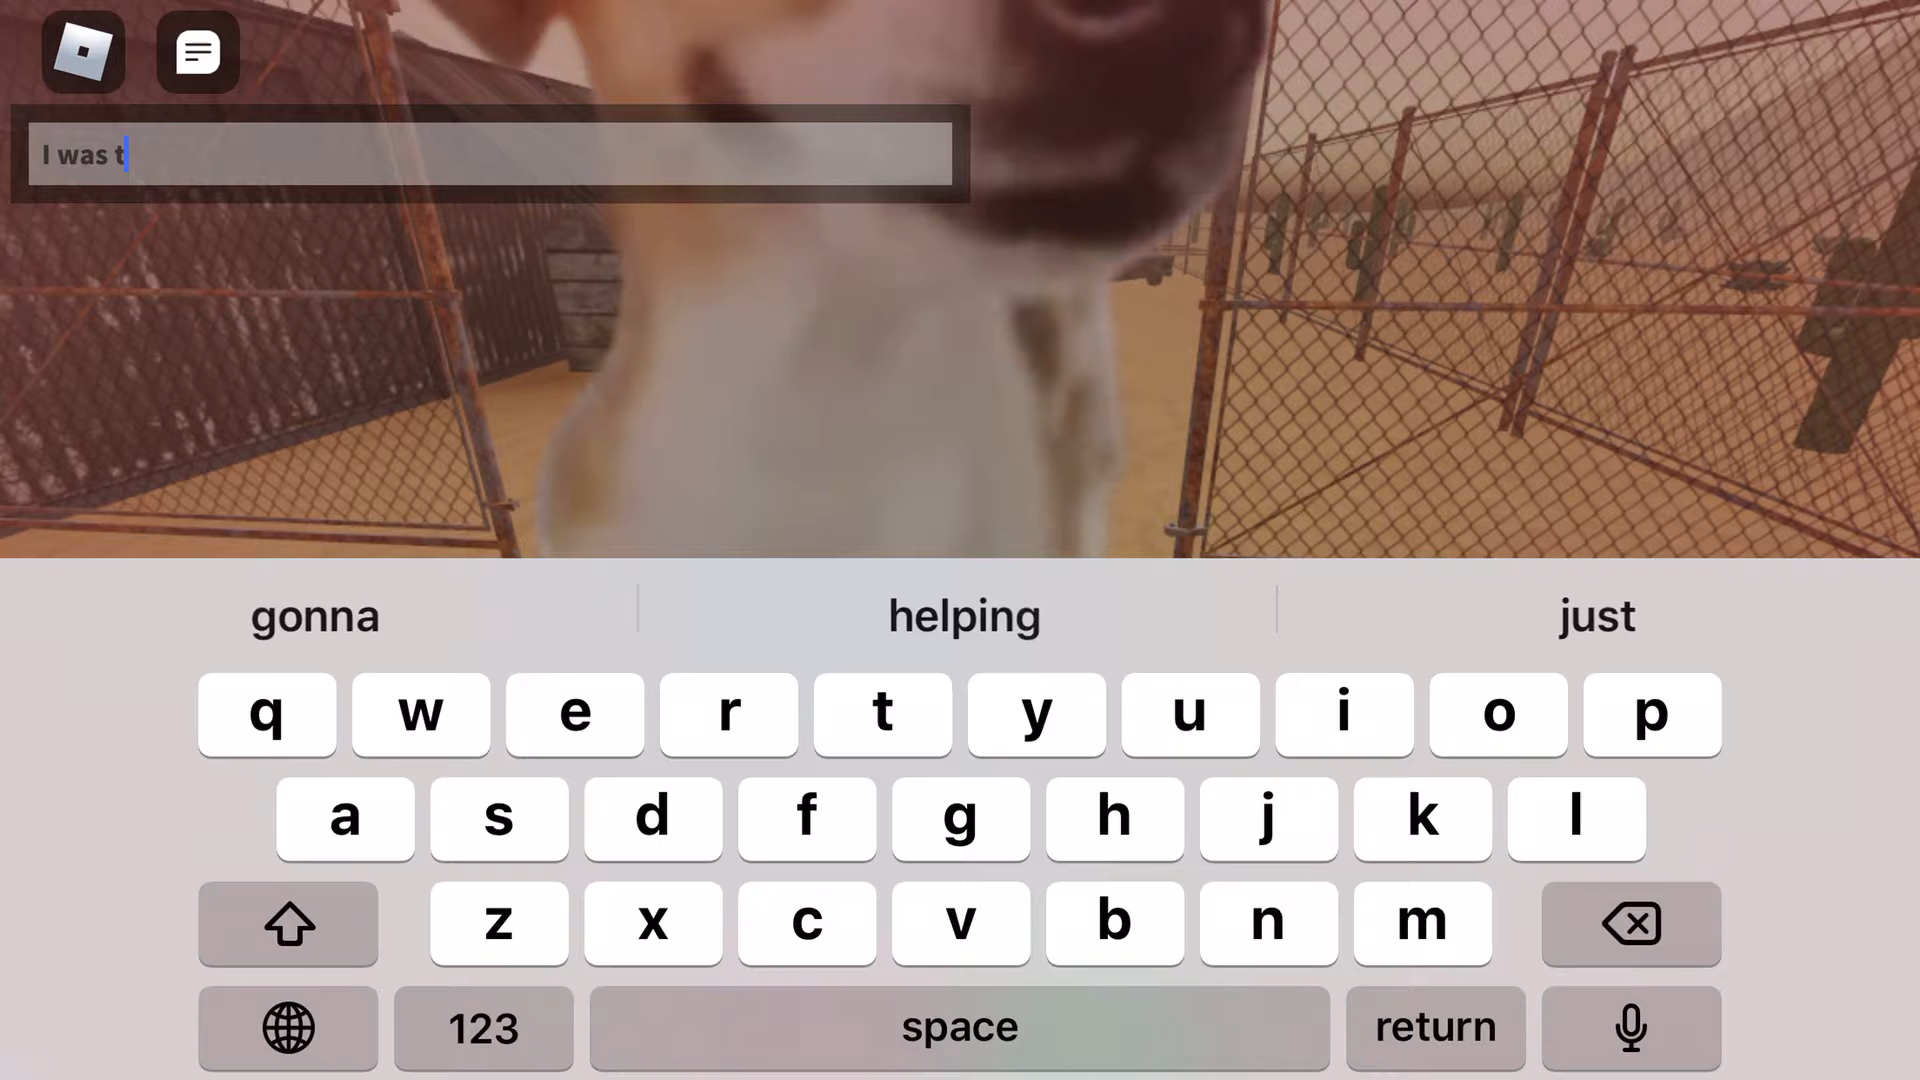 I was t
gonna helping just
q w e r t y u i o p
a s d f g h j k l
z x c v b n m
123 space return